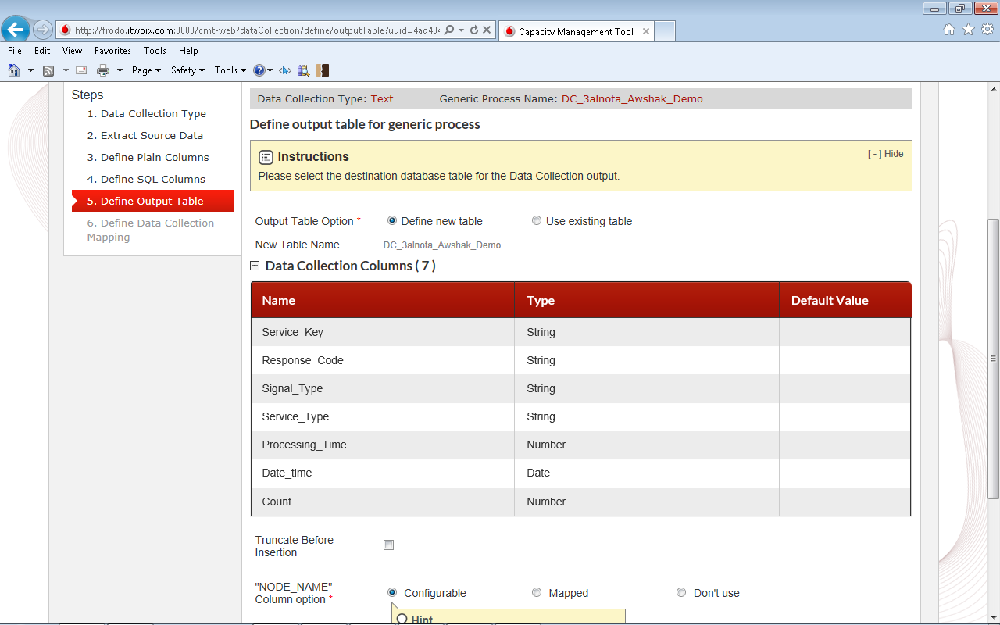 http://frodo.itworx.com:8080/cmt-web/dataCollection/define/outputTable?uuid=4ad484
Capacity Management Tool
File Edit View Favorites Tools Help
Page Safety Tools
Steps
1. Data Collection Type
2. Extract Source Data
3. Define Plain Columns
4. Define SQL Columns
5. Define Output Table
6. Define Data Collection
Mapping
Data Collection Type: Text Generic Process Name: DC_3alnota_Awshak_Demo
Define output table for generic process
Instructions [ - ] Hide
Please select the destination database table for the Data Collection output.
Output Table Option * Define new table Use existing table
New Table Name DC_3alnota_Awshak_Demo
Data Collection Columns ( 7 )
Name Type Default Value
Service_Key String
Response_Code String
Signal_Type String
Service_Type String
Processing_Time Number
Date_time Date
Count Number
Truncate Before
Insertion
"NODE_NAME"
Column option * Configurable Mapped Don't use
Hint